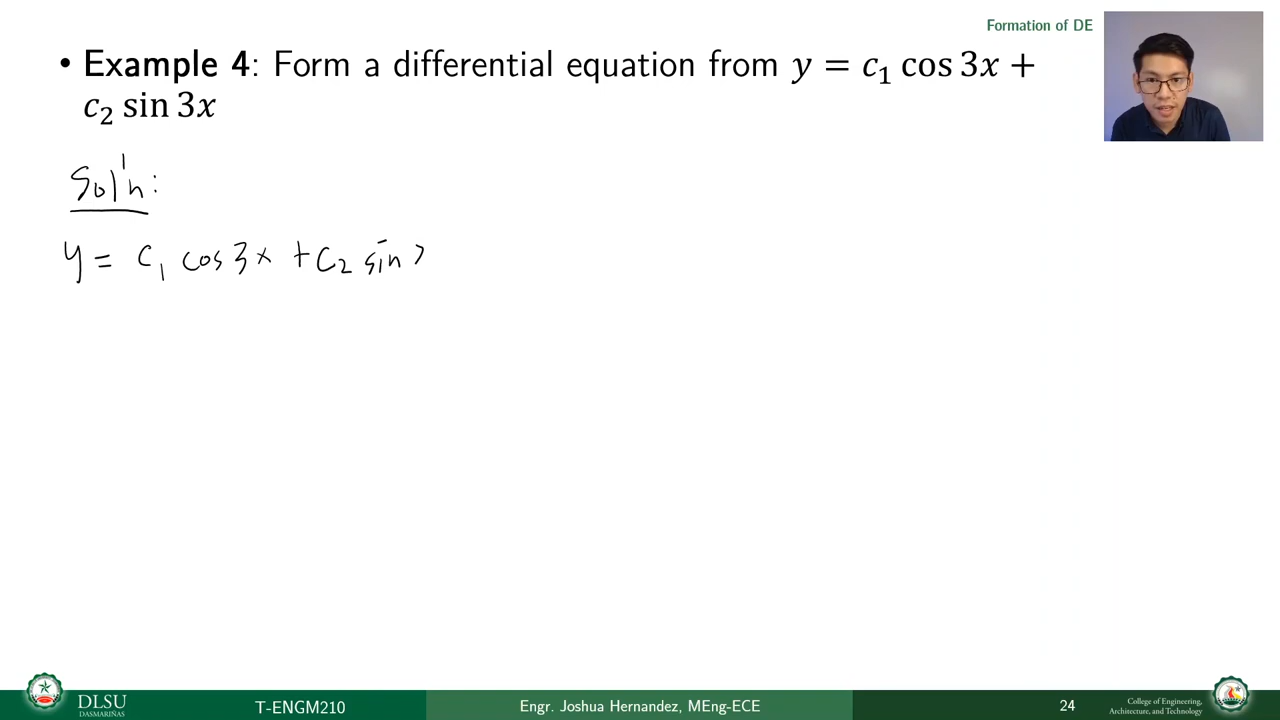 Formation of DE
• Example 4: Form a differential equation from y = c₁ cos 3x +
c₂ sin 3x
Sol'n:
y = c₁ cos 3x + c₂ sin
DLSU
DASMARIÑAS
T-ENGM210
Engr. Joshua Hernandez, MEng-ECE
24
College of Engineering,
Architecture, and Technology